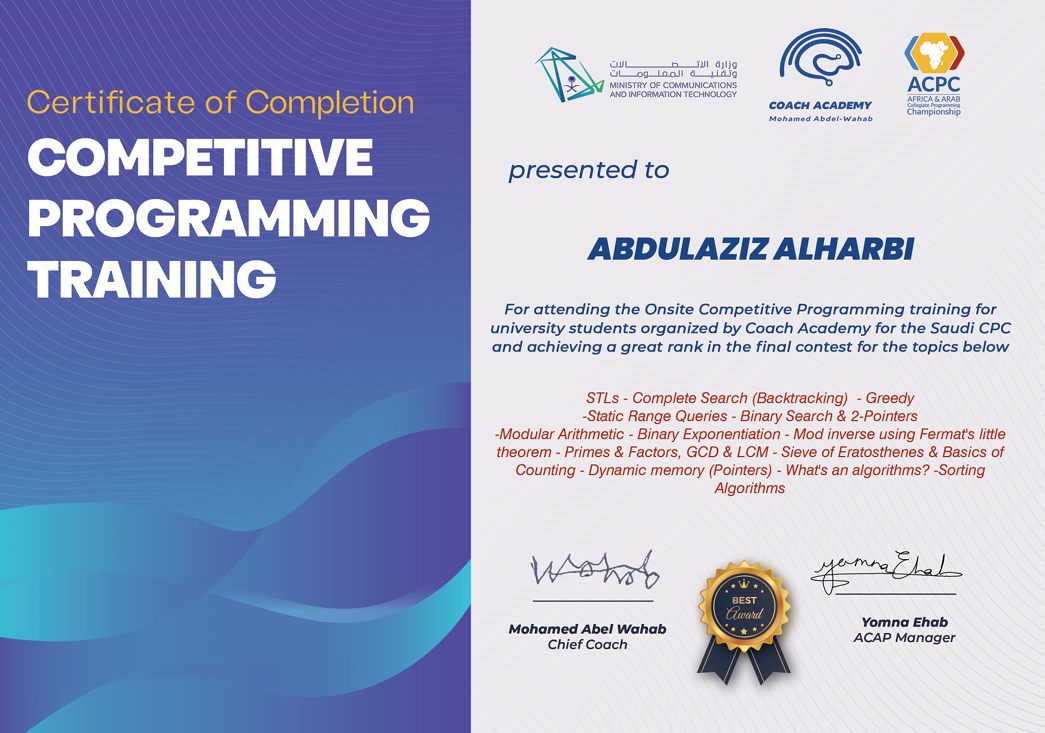 Certificate of Completion
COMPETITIVE
PROGRAMMING
TRAINING
وزارة الاتـصـــــالات
وتقنيـة المعلـومـات
MINISTRY OF COMMUNICATIONS
AND INFORMATION TECHNOLOGY
COACH ACADEMY
Mohamed Abdel-Wahab
ACPC
AFRICA & ARAB
Collegiate Programming
Championship
presented to
ABDULAZIZ ALHARBI
For attending the Onsite Competitive Programming training for
university students organized by Coach Academy for the Saudi CPC
and achieving a great rank in the final contest for the topics below
STLs - Complete Search (Backtracking)  - Greedy
-Static Range Queries - Binary Search & 2-Pointers
-Modular Arithmetic - Binary Exponentiation - Mod inverse using Fermat's little
theorem - Primes & Factors, GCD & LCM - Sieve of Eratosthenes & Basics of
Counting - Dynamic memory (Pointers) - What's an algorithms? -Sorting
Algorithms
Wahab
yomna Ehab
BEST
Award
Mohamed Abel Wahab
Chief Coach
Yomna Ehab
ACAP Manager